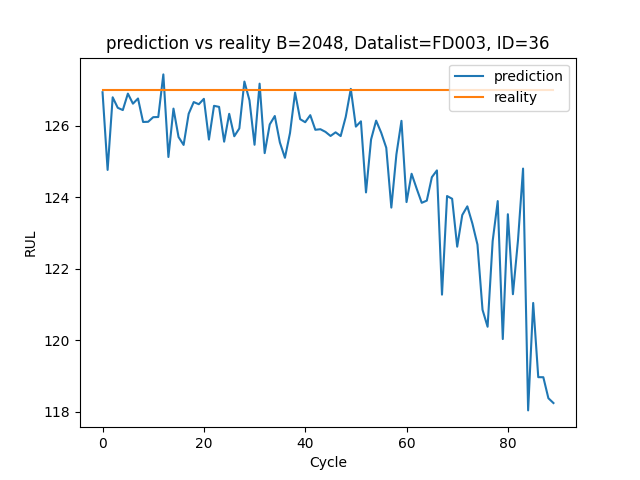 prediction vs reality B=2048, Datalist=FD003, ID=36
prediction
reality
126
124
122
120
118
RUL
0 20 40 60 80
Cycle